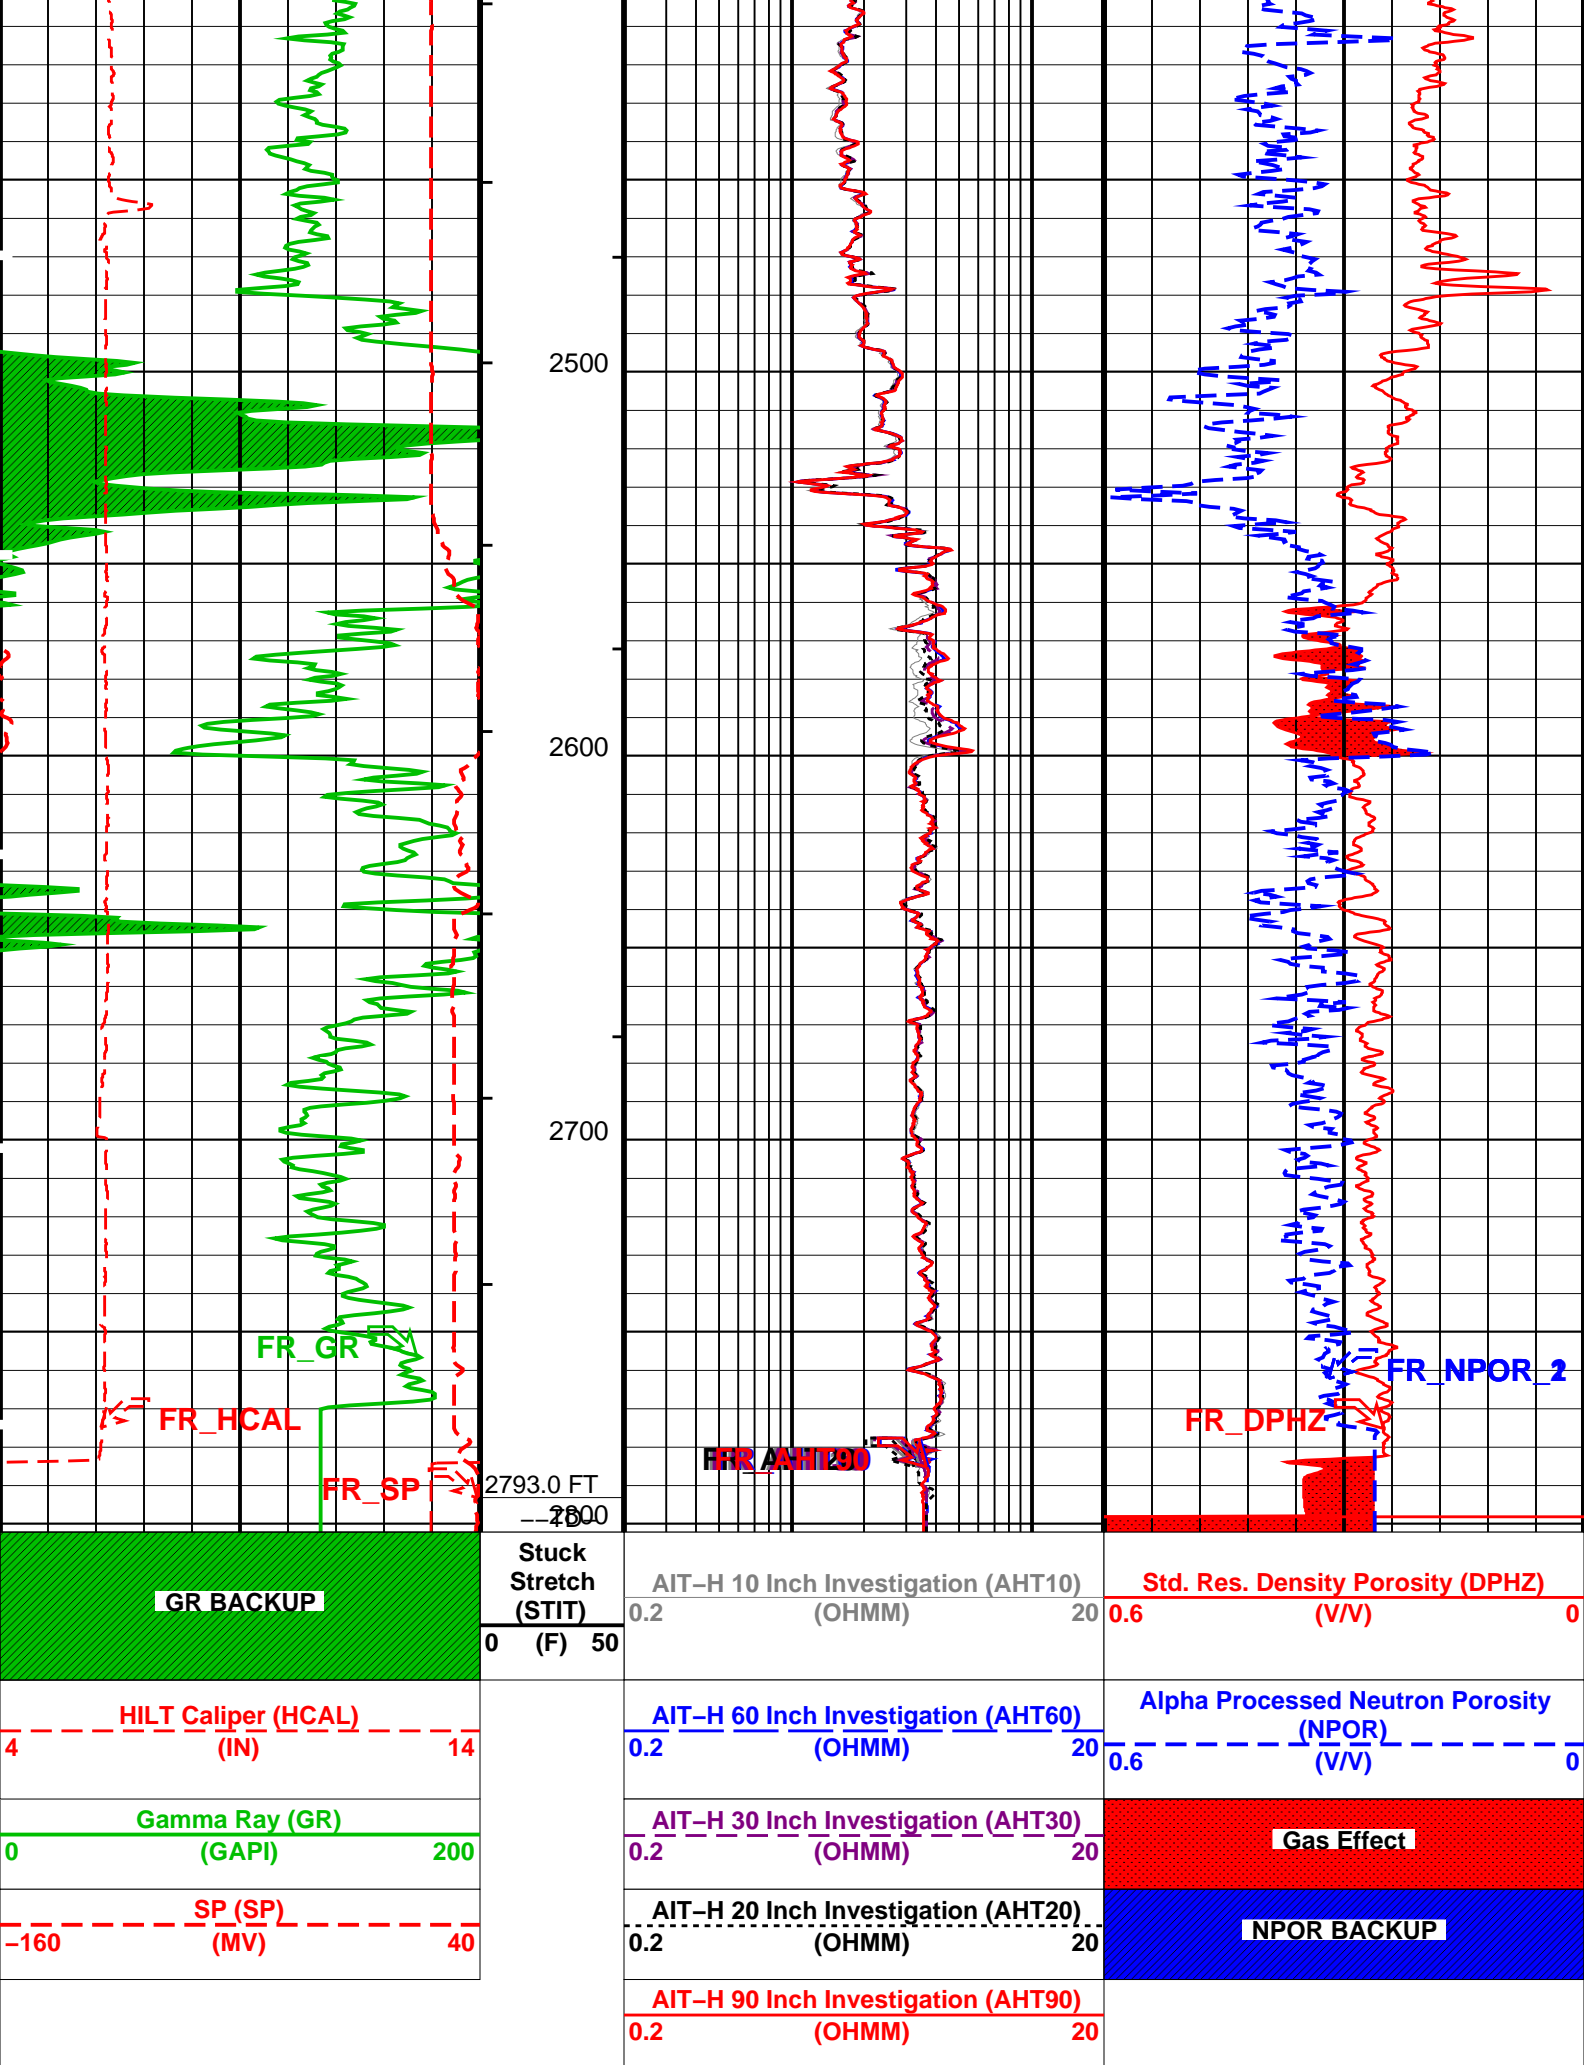 2500
2600
2700
FR_GR
FR_HCAL
FR_SP
2793.0 FT
TD
2800
FR_AHT90
FR_NPOR_
FR_DPHZ
GR BACKUP
Stuck
Stretch
(STIT)
0 (F) 50
AIT–H 10 Inch Investigation (AHT10)
0.2 (OHMM) 20
Std. Res. Density Porosity (DPHZ)
0.6 (V/V) 0
HILT Caliper (HCAL)
4 (IN) 14
AIT–H 60 Inch Investigation (AHT60)
0.2 (OHMM) 20
Alpha Processed Neutron Porosity
(NPOR)
0.6 (V/V) 0
Gamma Ray (GR)
0 (GAPI) 200
AIT–H 30 Inch Investigation (AHT30)
0.2 (OHMM) 20
Gas Effect
SP (SP)
–160 (MV) 40
AIT–H 20 Inch Investigation (AHT20)
0.2 (OHMM) 20
NPOR BACKUP
AIT–H 90 Inch Investigation (AHT90)
0.2 (OHMM) 20